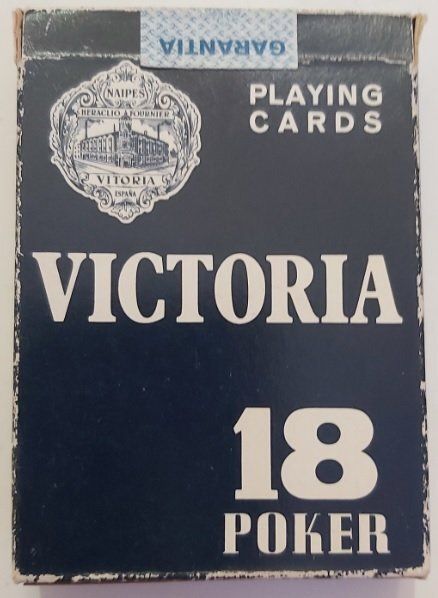 GARANTIA
NAIPES
HERACLIO FOURNIER
VITORIA
ESPAÑA
PLAYING
CARDS
VICTORIA
18
POKER